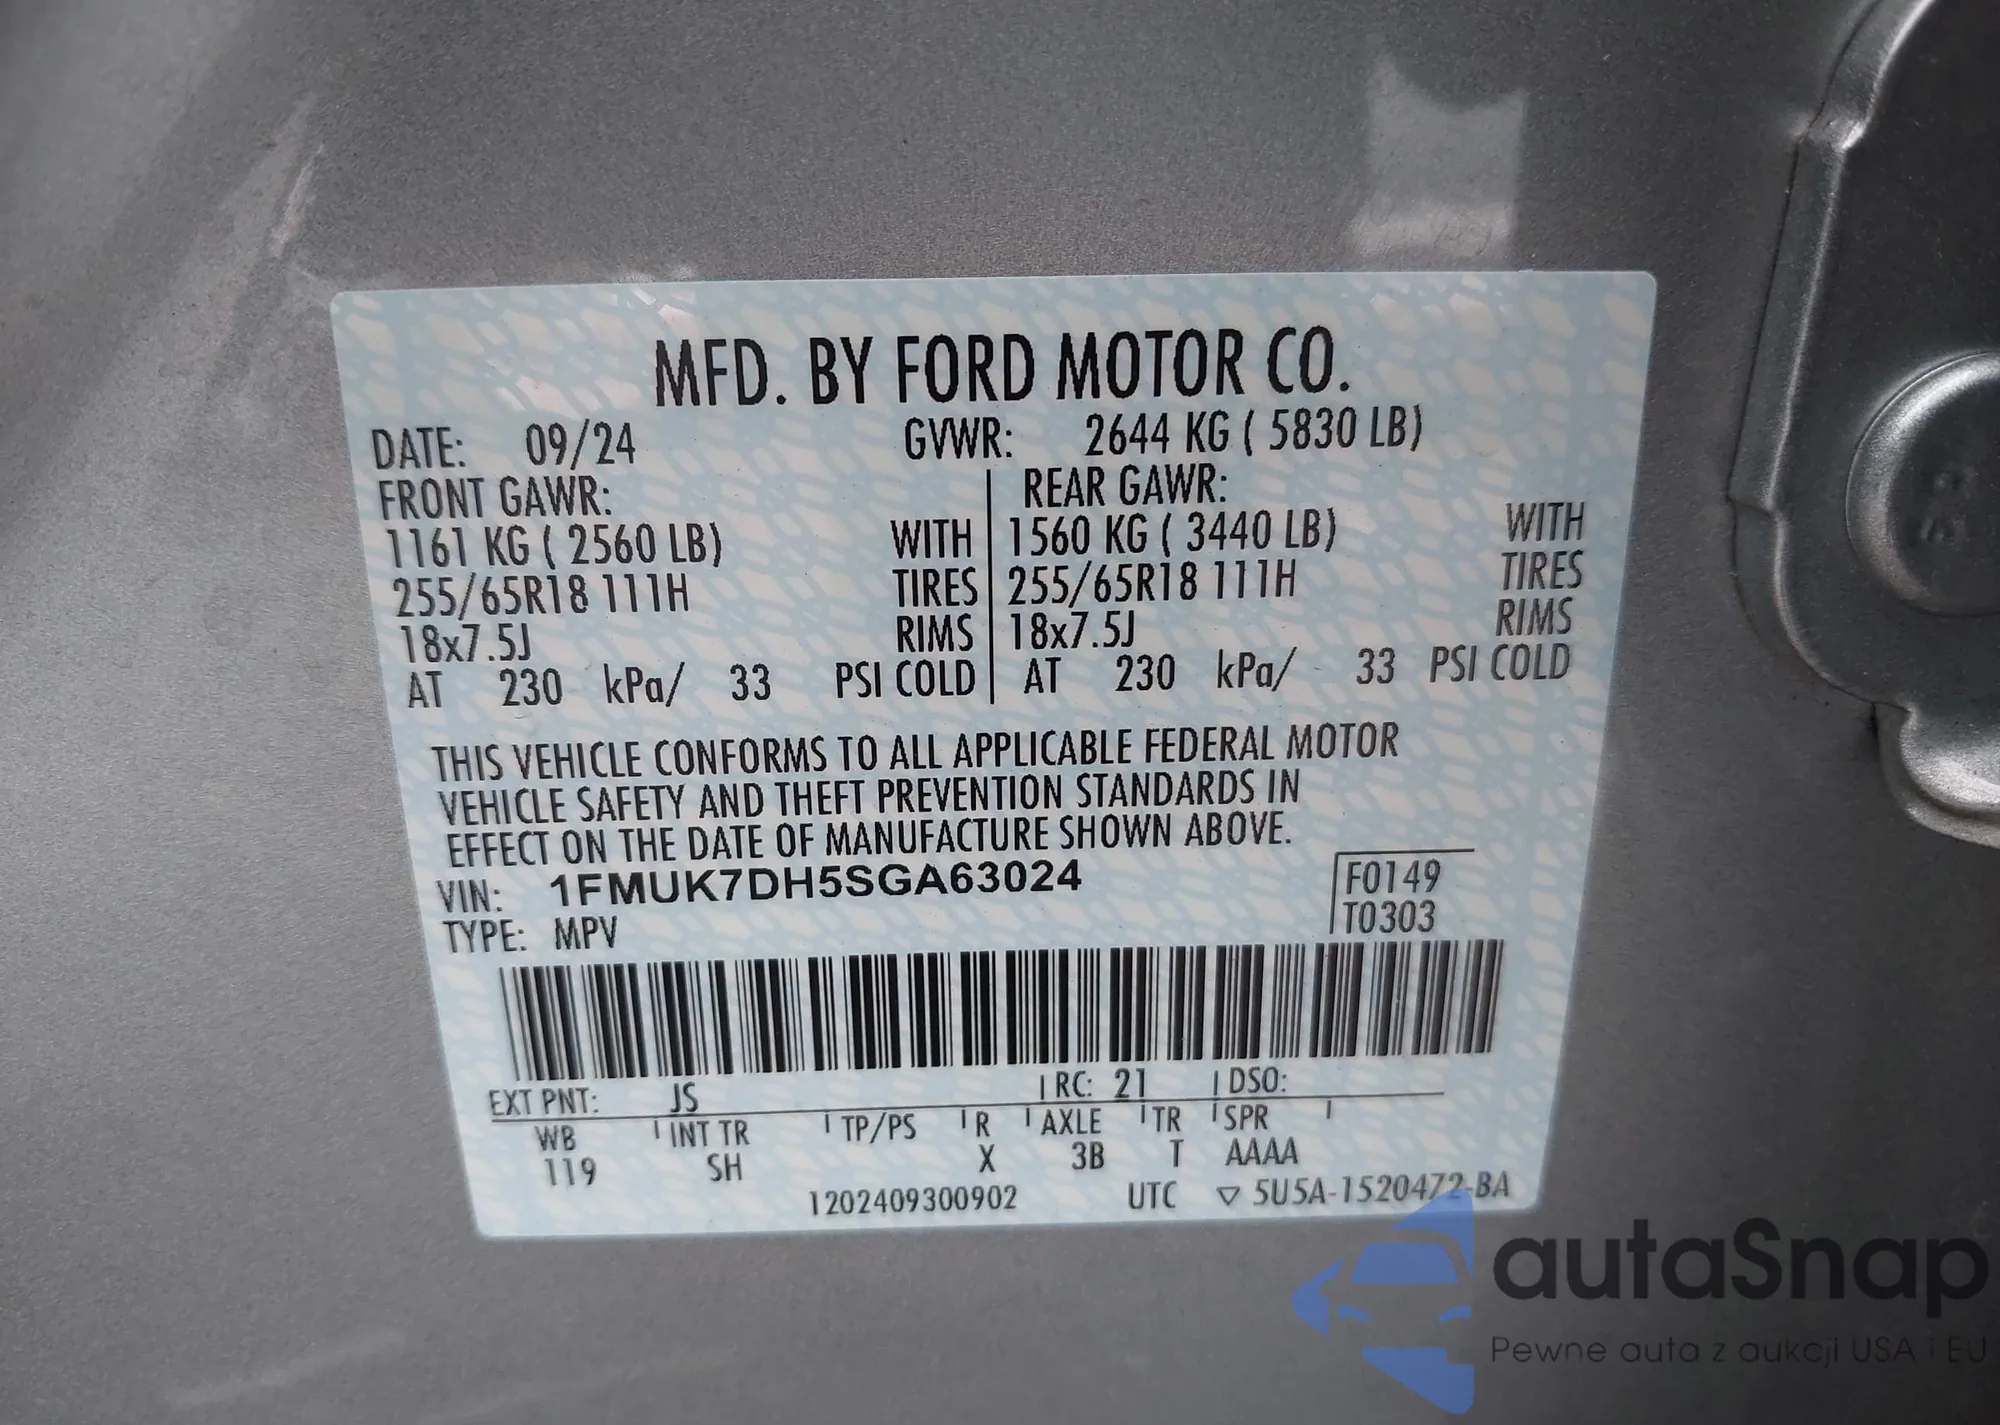 MFD. BY FORD MOTOR CO.
DATE: 09/24 GVWR: 2644 KG ( 5830 LB)
FRONT GAWR: REAR GAWR:
1161 KG ( 2560 LB) WITH 1560 KG ( 3440 LB) WITH
255/65R18 111H TIRES 255/65R18 111H TIRES
18x7.5J RIMS 18x7.5J RIMS
AT 230 kPa/ 33 PSI COLD AT 230 kPa/ 33 PSI COLD
THIS VEHICLE CONFORMS TO ALL APPLICABLE FEDERAL MOTOR
VEHICLE SAFETY AND THEFT PREVENTION STANDARDS IN
EFFECT ON THE DATE OF MANUFACTURE SHOWN ABOVE.
VIN: 1FMUK7DH5SGA63024 F0149
TYPE: MPV T0303
EXT PNT: JS RC: 21 DSO:
WB INT TR TP/PS R AXLE TR SPR
119 SH X 3B T AAAA
1202409300902 UTC ▽ 5U5A-1520472-BA
autaSnap
Pewne auta z aukcji USA i EU